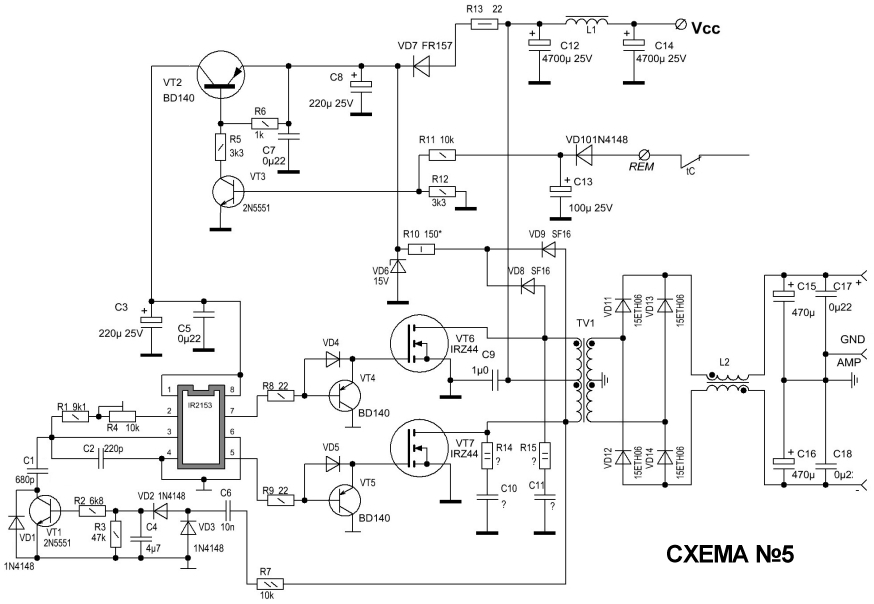 R13 22
L1
Vcc
C12
4700µ 25V
C14
4700µ 25V
VD7 FR157
VT2
BD140
C8
220µ 25V
R6
1k
C7
0µ22
R5
3k3
VT3
2N5551
R11 10k
R12
3k3
VD101N4148
REM
tC
C13
100µ 25V
R10 150*
VD9 SF16
VD6
15V
VD8 SF16
C3
220µ 25V
C5
0µ22
VD4
VT6
IRZ44
C9
1µ0
TV1
VD11
15ETH06
VD13
15ETH06
C15
470µ
C17
0µ22
L2
GND
AMP
1
8
IR2153
R8 22
VT4
BD140
R1 9k1
R4 10k
2
7
3
6
4
5
C2 220p
C1
680p
VD5
VT7
IRZ44
R9 22
VT5
BD140
R14
?
R15
?
C10
?
C11
?
VD12
15ETH06
VD14
15ETH06
C16
470µ
C18
0µ2
+
-
R2 6k8
VD2 1N4148
C6
10n
VT1
2N5551
VD1
1N4148
R3
47k
C4
4µ7
VD3
1N4148
R7
10k
СХЕМА №5